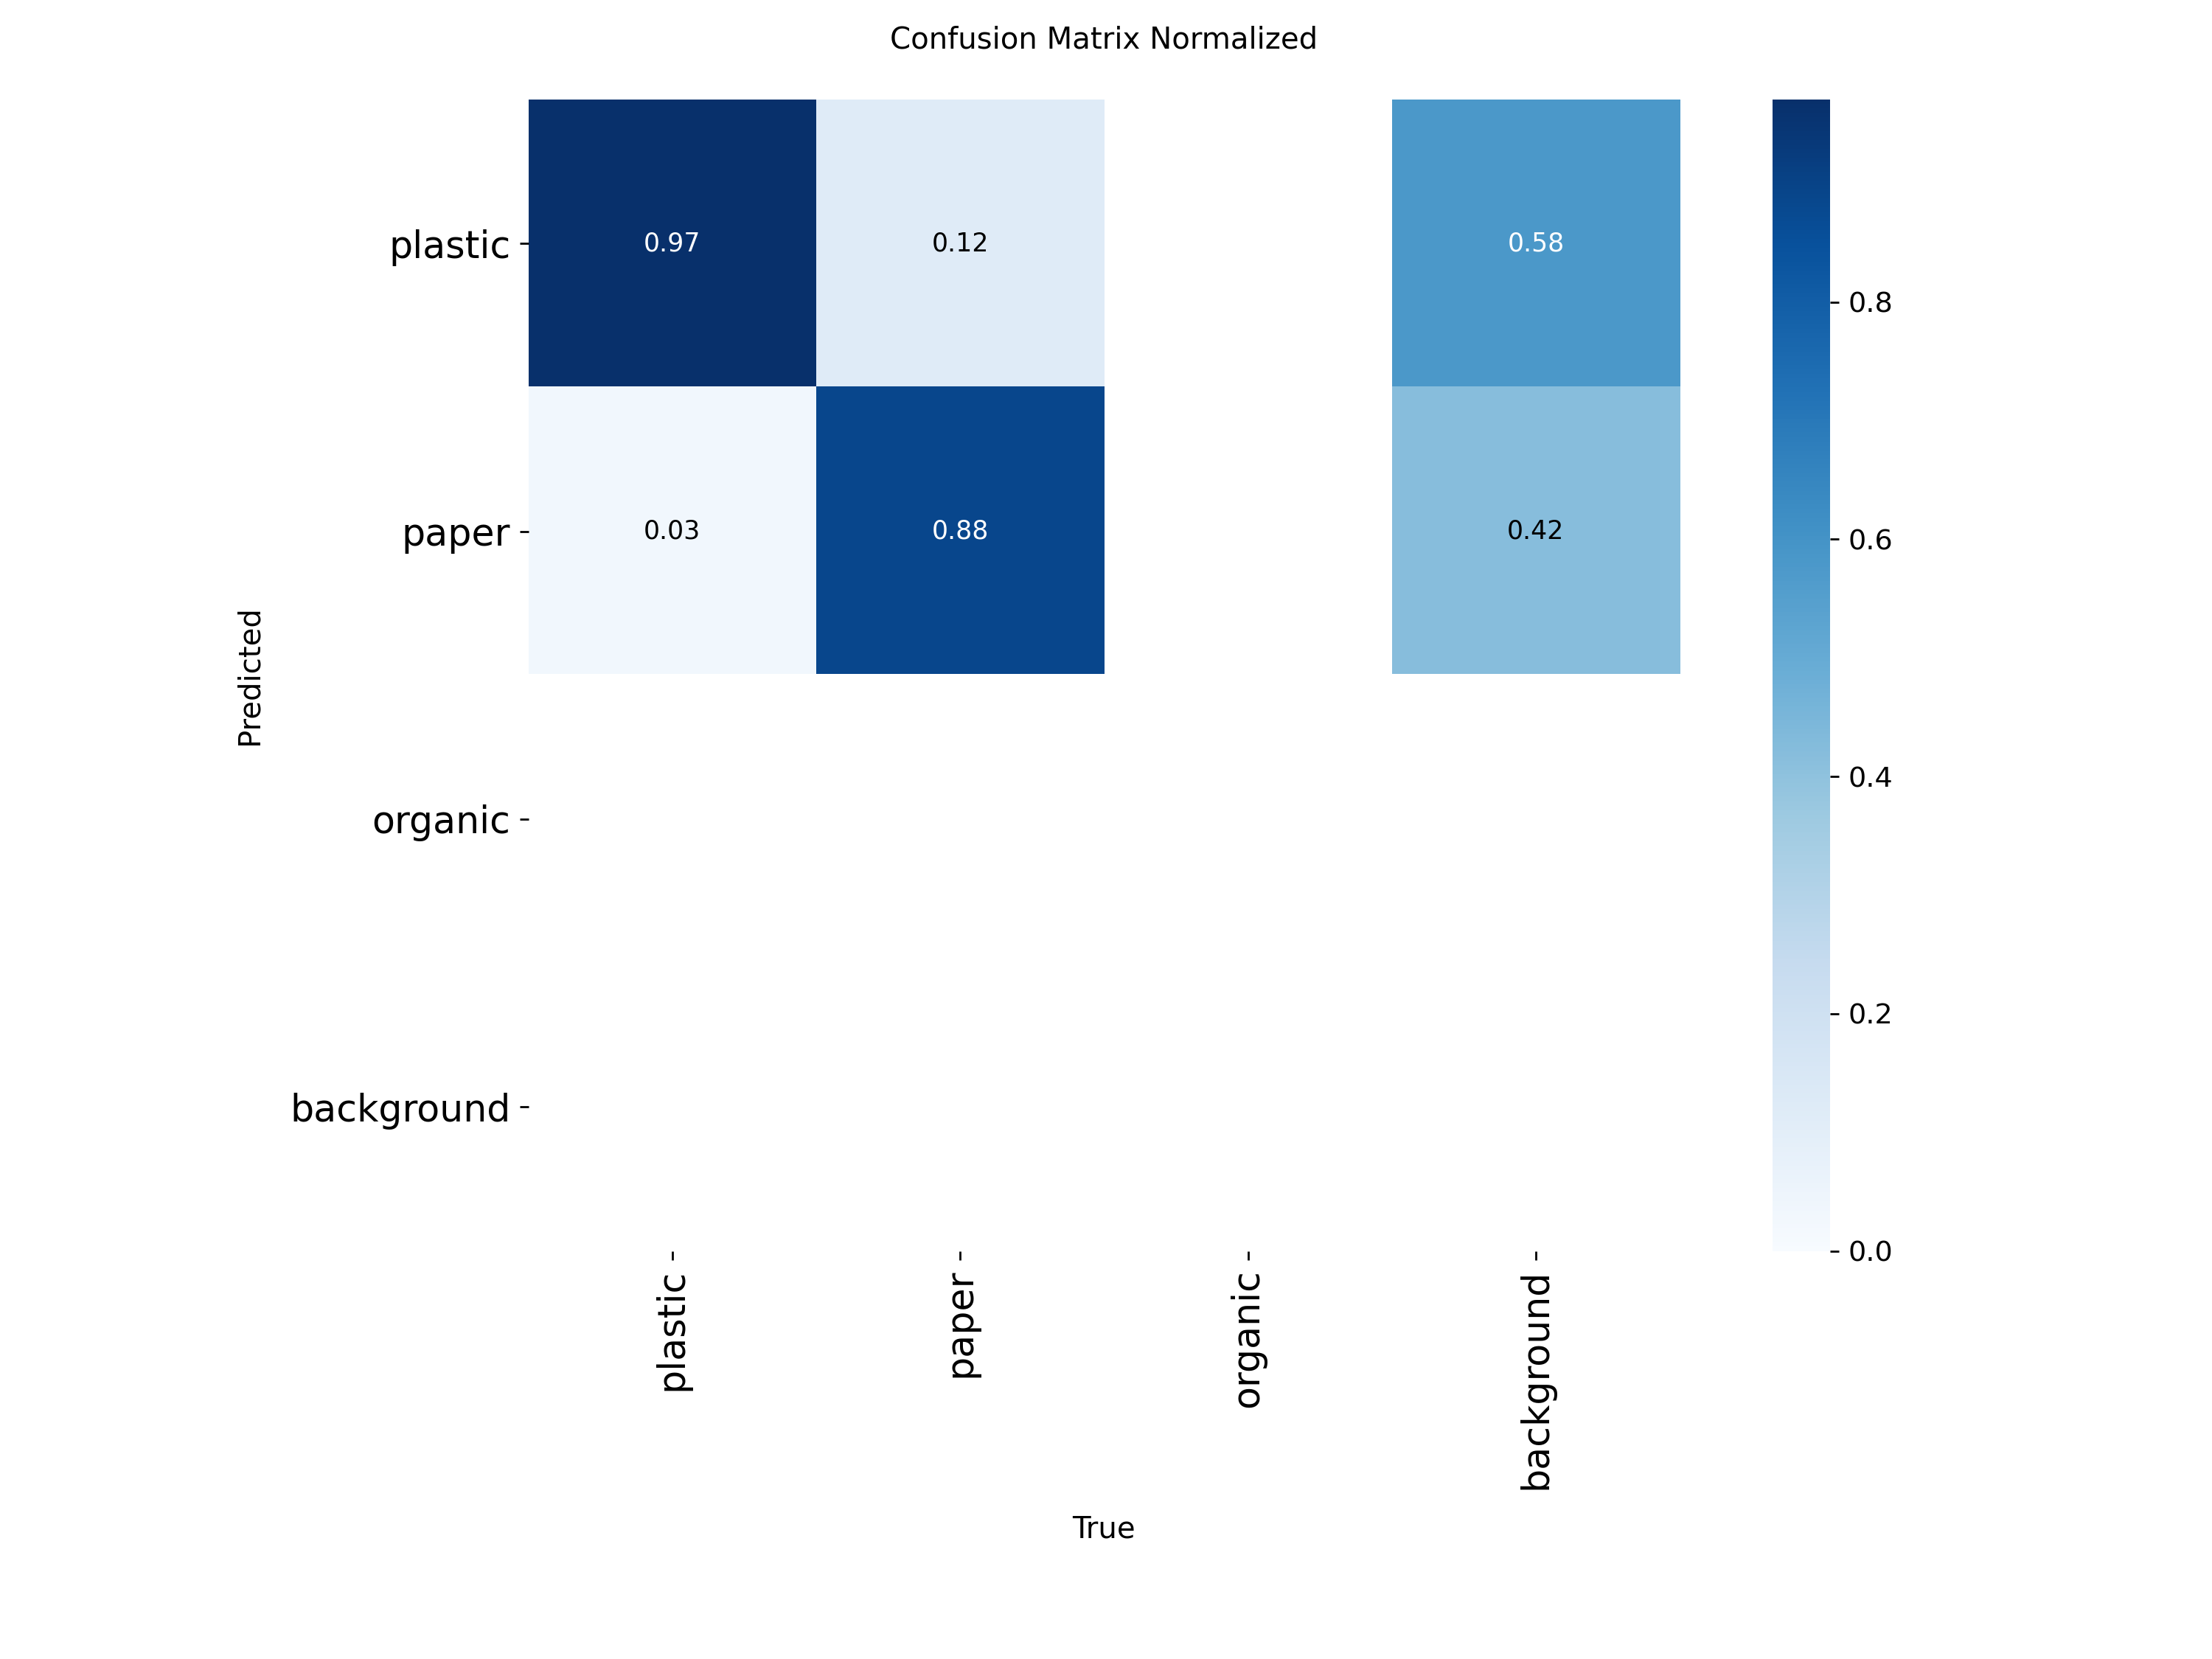 Confusion Matrix Normalized
plastic
0.97
0.12
0.58
paper
0.03
0.88
0.42
organic
background
Predicted
0.8
0.6
0.4
0.2
0.0
plastic
paper
organic
background
True